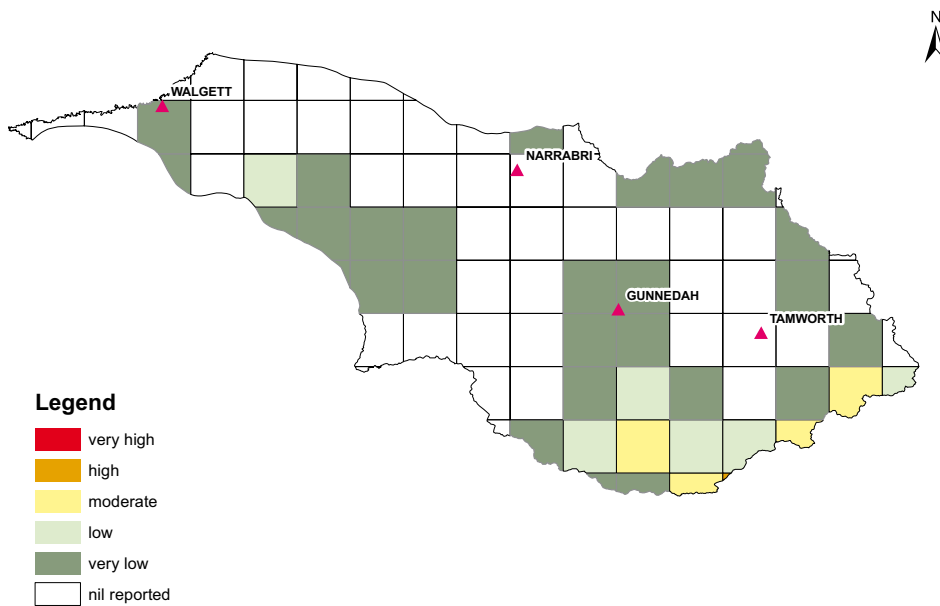 N
WALGETT
NARRABRI
GUNNEDAH
TAMWORTH
Legend
very high
high
moderate
low
very low
nil reported